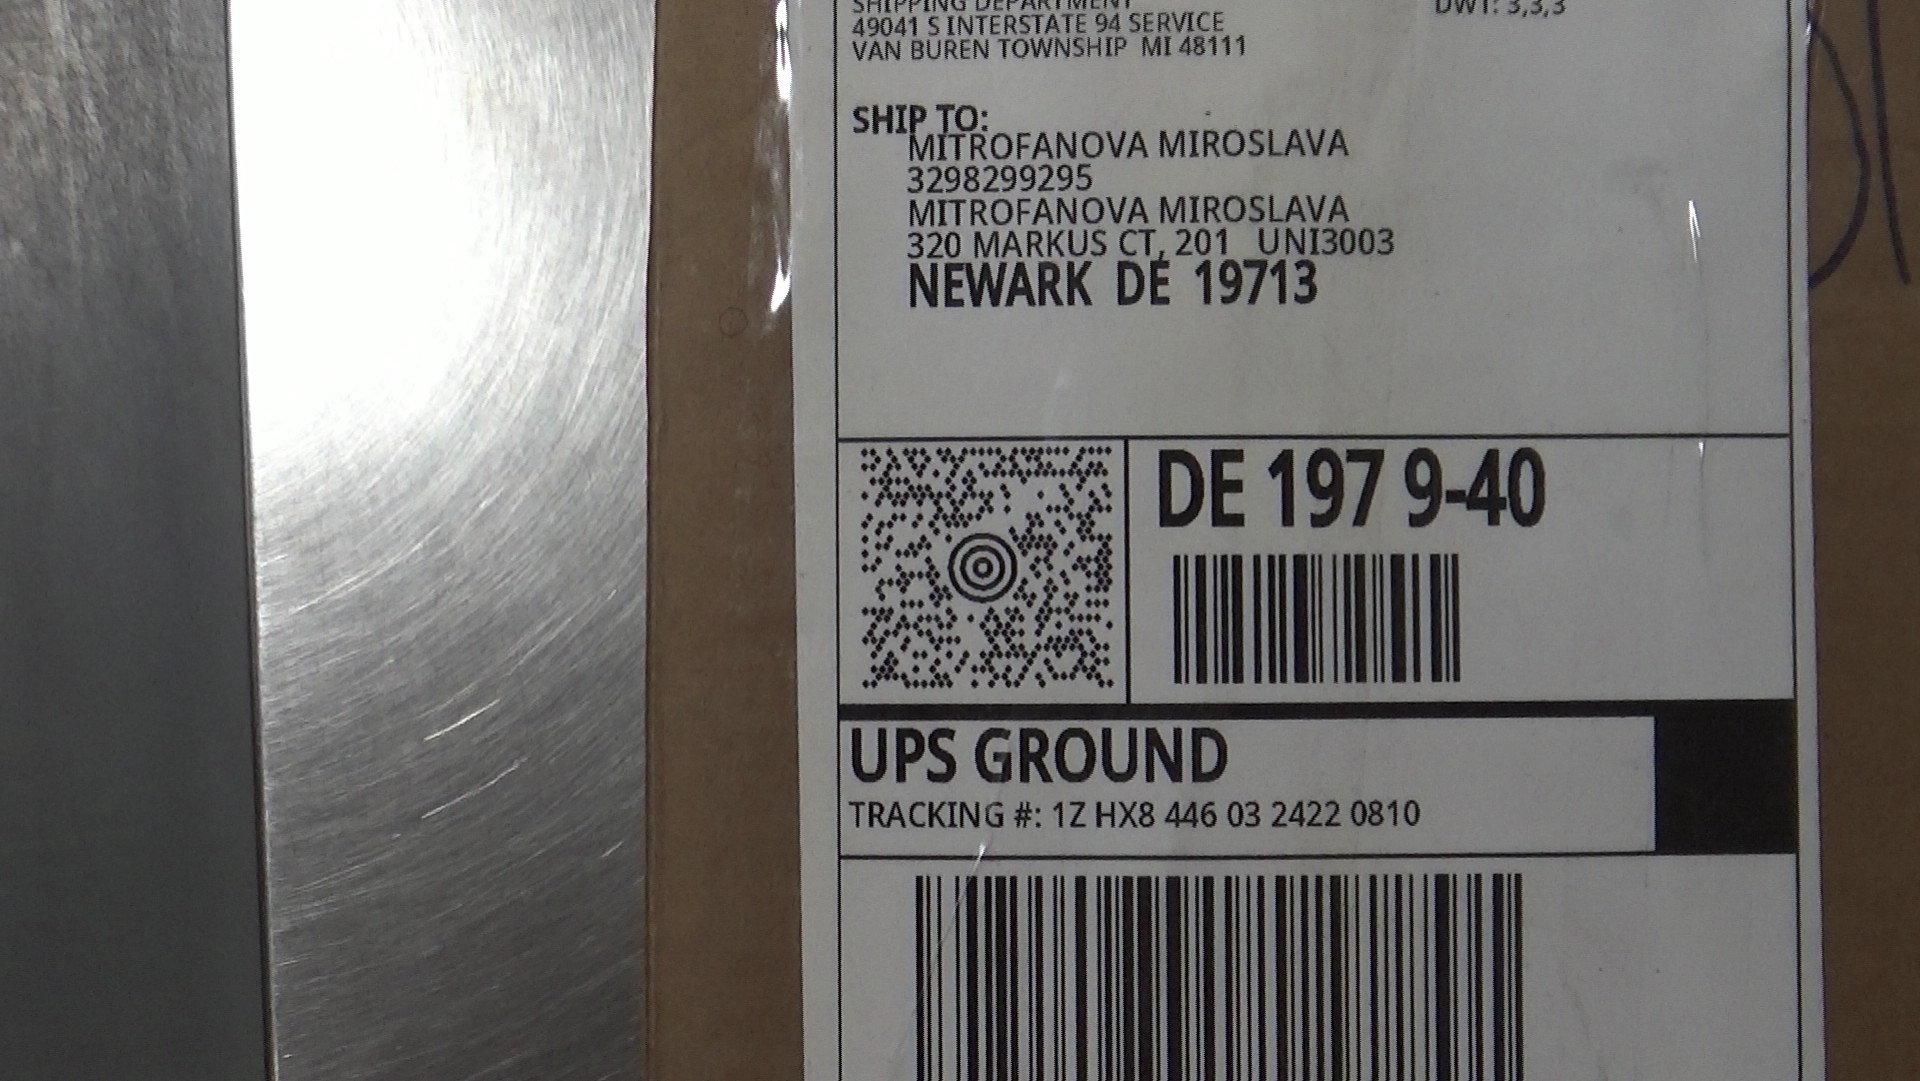 SHIPPING DEPARTMENT
DWT: 3,3,3
49041 S INTERSTATE 94 SERVICE
VAN BUREN TOWNSHIP MI 48111
SHIP TO:
MITROFANOVA MIROSLAVA
3298299295
MITROFANOVA MIROSLAVA
320 MARKUS CT, 201 UNI3003
NEWARK DE 19713
DE 197 9-40
UPS GROUND
TRACKING #: 1Z HX8 446 03 2422 0810